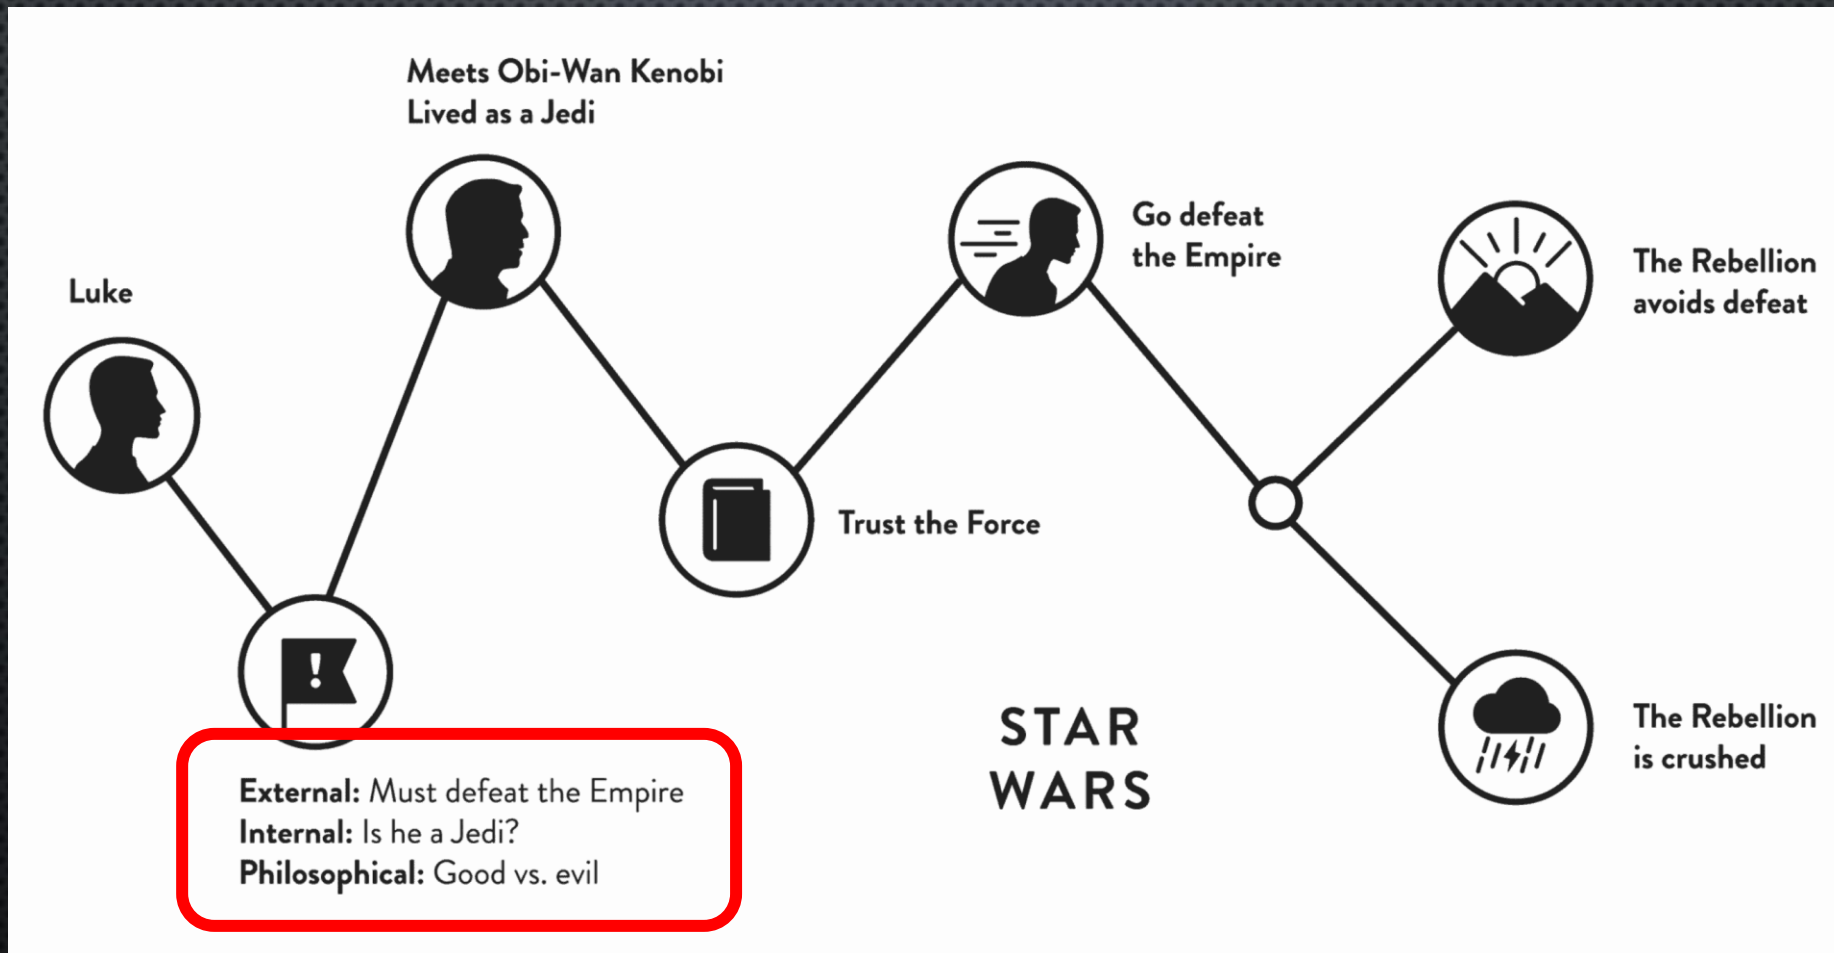 Meets Obi-Wan Kenobi
Lived as a Jedi
Luke
Go defeat
the Empire
The Rebellion
avoids defeat
Trust the Force
!
External: Must defeat the Empire
Internal: Is he a Jedi?
Philosophical: Good vs. evil
STAR
WARS
The Rebellion
is crushed